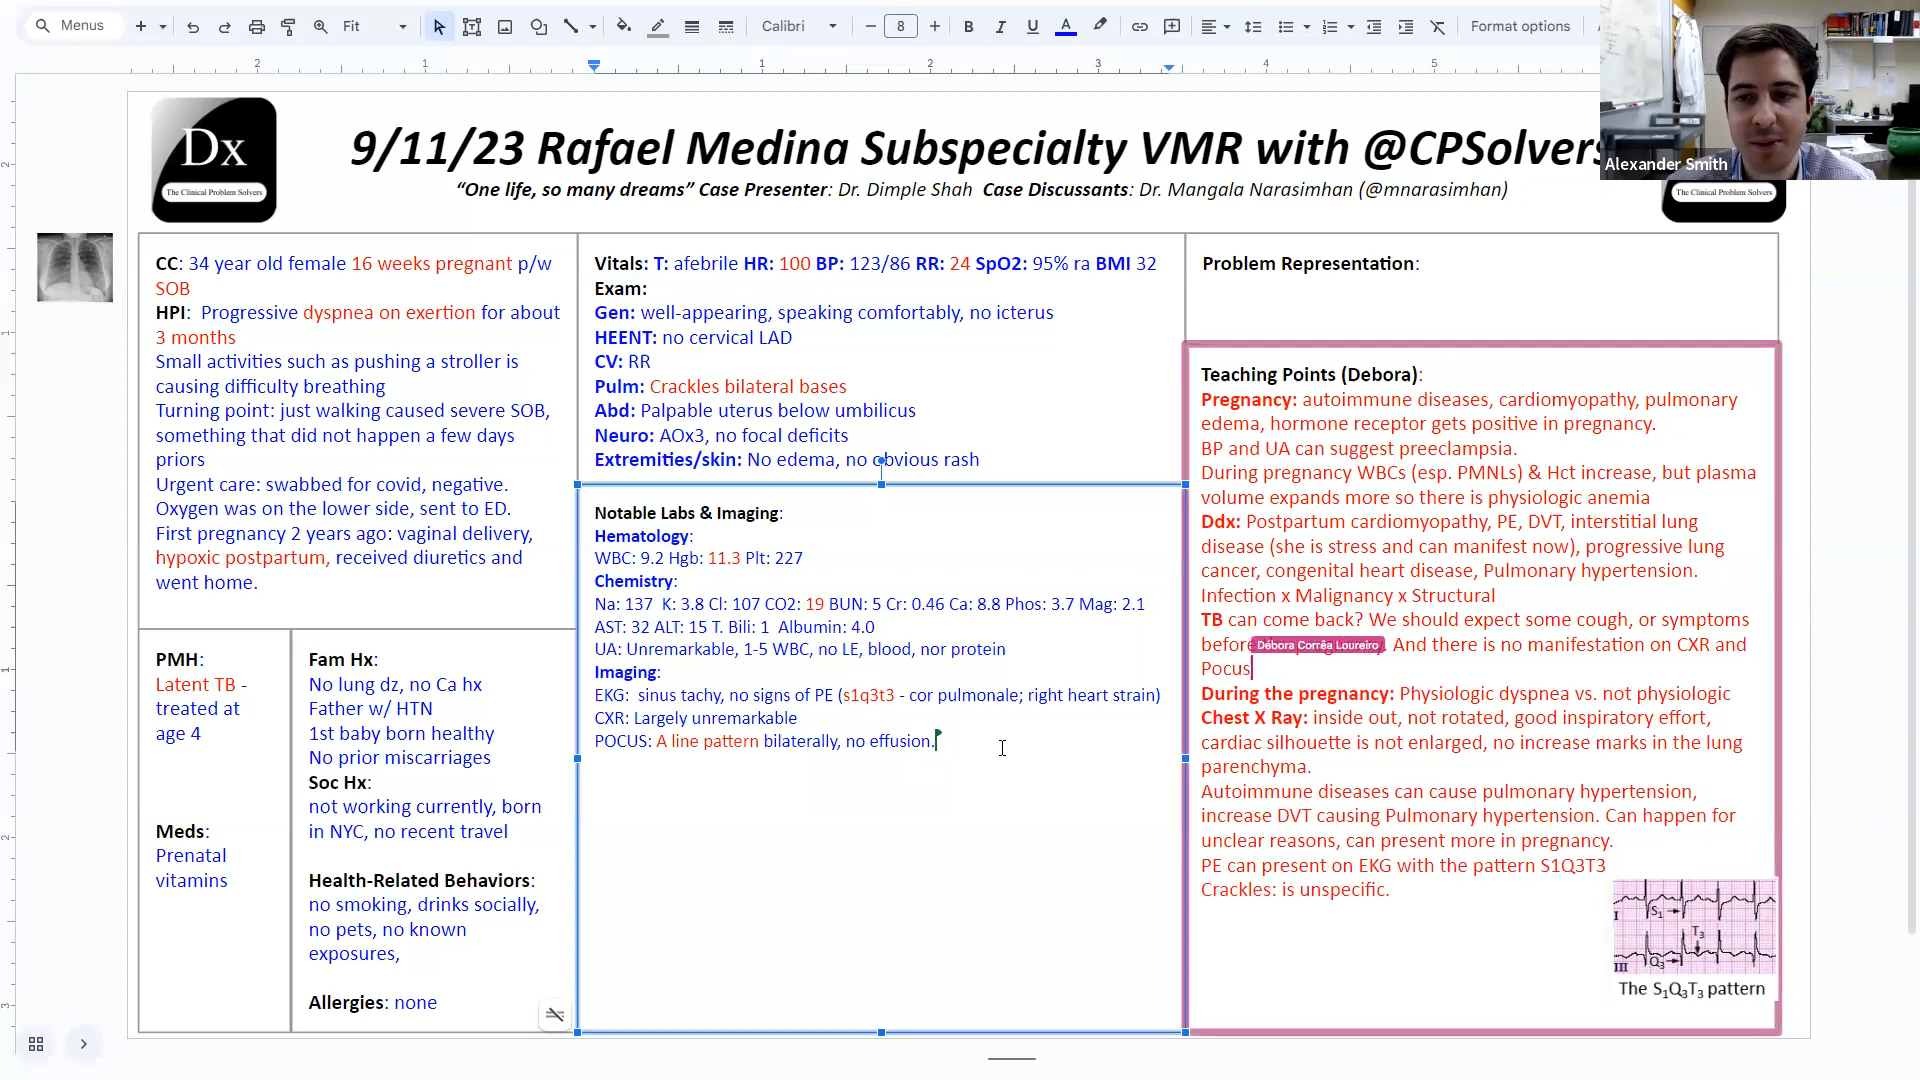 Menus
Fit
Calibri
8
Format options
2 1 1 2 3 4 5
Alexander Smith
Dx
The Clinical Problem Solvers
9/11/23 Rafael Medina Subspecialty VMR with @CPSolvers
“One life, so many dreams” Case Presenter: Dr. Dimple Shah Case Discussants: Dr. Mangala Narasimhan (@mnarasimhan)
The Clinical Problem Solvers
CC: 34 year old female 16 weeks pregnant p/w
SOB
HPI: Progressive dyspnea on exertion for about
3 months
Small activities such as pushing a stroller is
causing difficulty breathing
Turning point: just walking caused severe SOB,
something that did not happen a few days
priors
Urgent care: swabbed for covid, negative.
Oxygen was on the lower side, sent to ED.
First pregnancy 2 years ago: vaginal delivery,
hypoxic postpartum, received diuretics and
went home.
PMH:
Latent TB -
treated at
age 4
Meds:
Prenatal
vitamins
Fam Hx:
No lung dz, no Ca hx
Father w/ HTN
1st baby born healthy
No prior miscarriages
Soc Hx:
not working currently, born
in NYC, no recent travel
Health-Related Behaviors:
no smoking, drinks socially,
no pets, no known
exposures,
Allergies: none
Vitals: T: afebrile HR: 100 BP: 123/86 RR: 24 SpO2: 95% ra BMI 32
Exam:
Gen: well-appearing, speaking comfortably, no icterus
HEENT: no cervical LAD
CV: RR
Pulm: Crackles bilateral bases
Abd: Palpable uterus below umbilicus
Neuro: AOx3, no focal deficits
Extremities/skin: No edema, no obvious rash
Notable Labs & Imaging:
Hematology:
WBC: 9.2 Hgb: 11.3 Plt: 227
Chemistry:
Na: 137 K: 3.8 Cl: 107 CO2: 19 BUN: 5 Cr: 0.46 Ca: 8.8 Phos: 3.7 Mag: 2.1
AST: 32 ALT: 15 T. Bili: 1 Albumin: 4.0
UA: Unremarkable, 1-5 WBC, no LE, blood, nor protein
Imaging:
EKG: sinus tachy, no signs of PE (s1q3t3 - cor pulmonale; right heart strain)
CXR: Largely unremarkable
POCUS: A line pattern bilaterally, no effusion.
Problem Representation:
Teaching Points (Debora):
Pregnancy: autoimmune diseases, cardiomyopathy, pulmonary
edema, hormone receptor gets positive in pregnancy.
BP and UA can suggest preeclampsia.
During pregnancy WBCs (esp. PMNLs) & Hct increase, but plasma
volume expands more so there is physiologic anemia
Ddx: Postpartum cardiomyopathy, PE, DVT, interstitial lung
disease (she is stress and can manifest now), progressive lung
cancer, congenital heart disease, Pulmonary hypertension.
Infection x Malignancy x Structural
TB can come back? We should expect some cough, or symptoms
before Débora Corrêa Loureiro . And there is no manifestation on CXR and
Pocus
During the pregnancy: Physiologic dyspnea vs. not physiologic
Chest X Ray: inside out, not rotated, good inspiratory effort,
cardiac silhouette is not enlarged, no increase marks in the lung
parenchyma.
Autoimmune diseases can cause pulmonary hypertension,
increase DVT causing Pulmonary hypertension. Can happen for
unclear reasons, can present more in pregnancy.
PE can present on EKG with the pattern S1Q3T3
Crackles: is unspecific.
I S1
T3
III Q3
The S1Q3T3 pattern